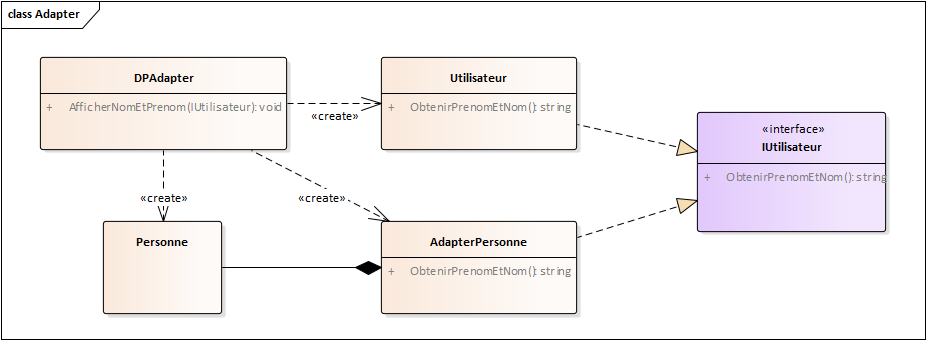 class Adapter
DPAdapter
+ AfficherNomEtPrenom(IUtilisateur): void
Utilisateur
+ ObtenirPrenomEtNom(): string
«create»
«interface»
IUtilisateur
+ ObtenirPrenomEtNom(): string
«create»
«create»
Personne
AdapterPersonne
+ ObtenirPrenomEtNom(): string